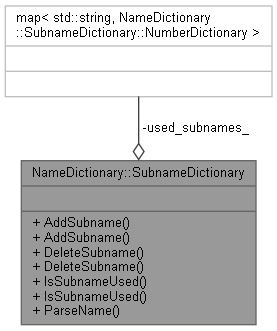 map< std::string, NameDictionary
::SubnameDictionary::NumberDictionary >
-used_subnames_
NameDictionary::SubnameDictionary
+ AddSubname()
+ AddSubname()
+ DeleteSubname()
+ DeleteSubname()
+ IsSubnameUsed()
+ IsSubnameUsed()
+ ParseName()